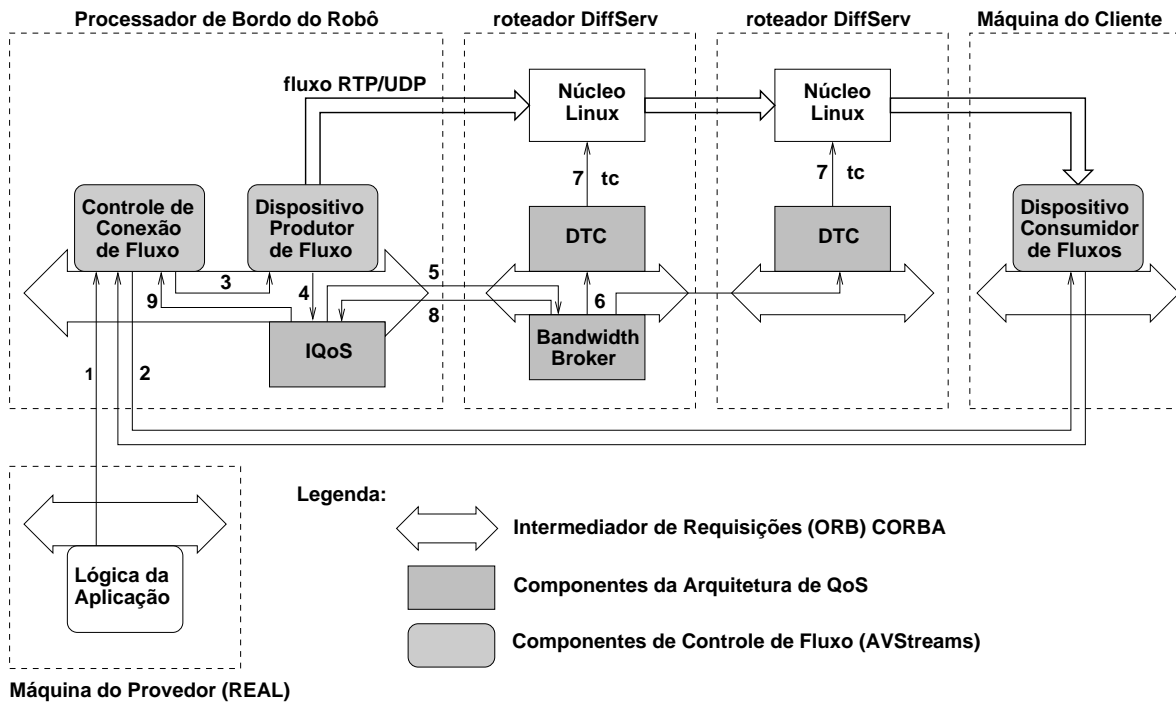 Processador de Bordo do Robô
roteador DiffServ
roteador DiffServ
Máquina do Cliente
fluxo RTP/UDP
Núcleo
Linux
Núcleo
Linux
7 tc
7 tc
Controle de
Conexão
de Fluxo
Dispositivo
Produtor
de Fluxo
DTC
DTC
Dispositivo
Consumidor
de Fluxos
3
4
5
9
8
6
IQoS
Bandwidth
Broker
1
2
Legenda:
Intermediador de Requisições (ORB) CORBA
Lógica da
Aplicação
Componentes da Arquitetura de QoS
Componentes de Controle de Fluxo (AVStreams)
Máquina do Provedor (REAL)